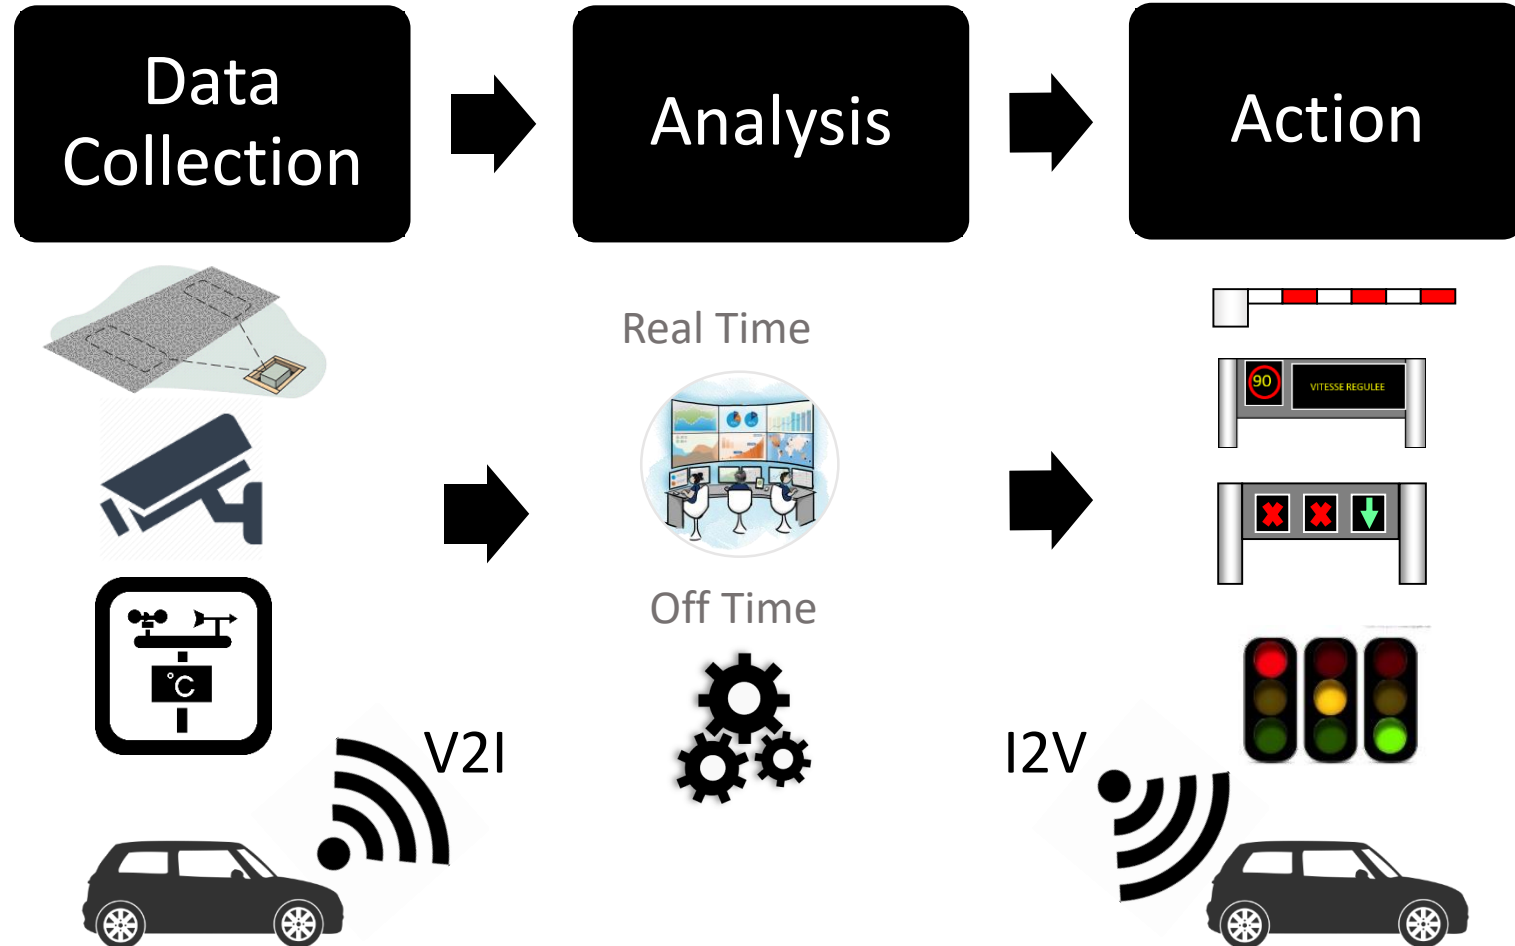 Data
Collection
Analysis
Action
Real Time
90
VITESSE REGULEE
Off Time
°C
V2I
I2V